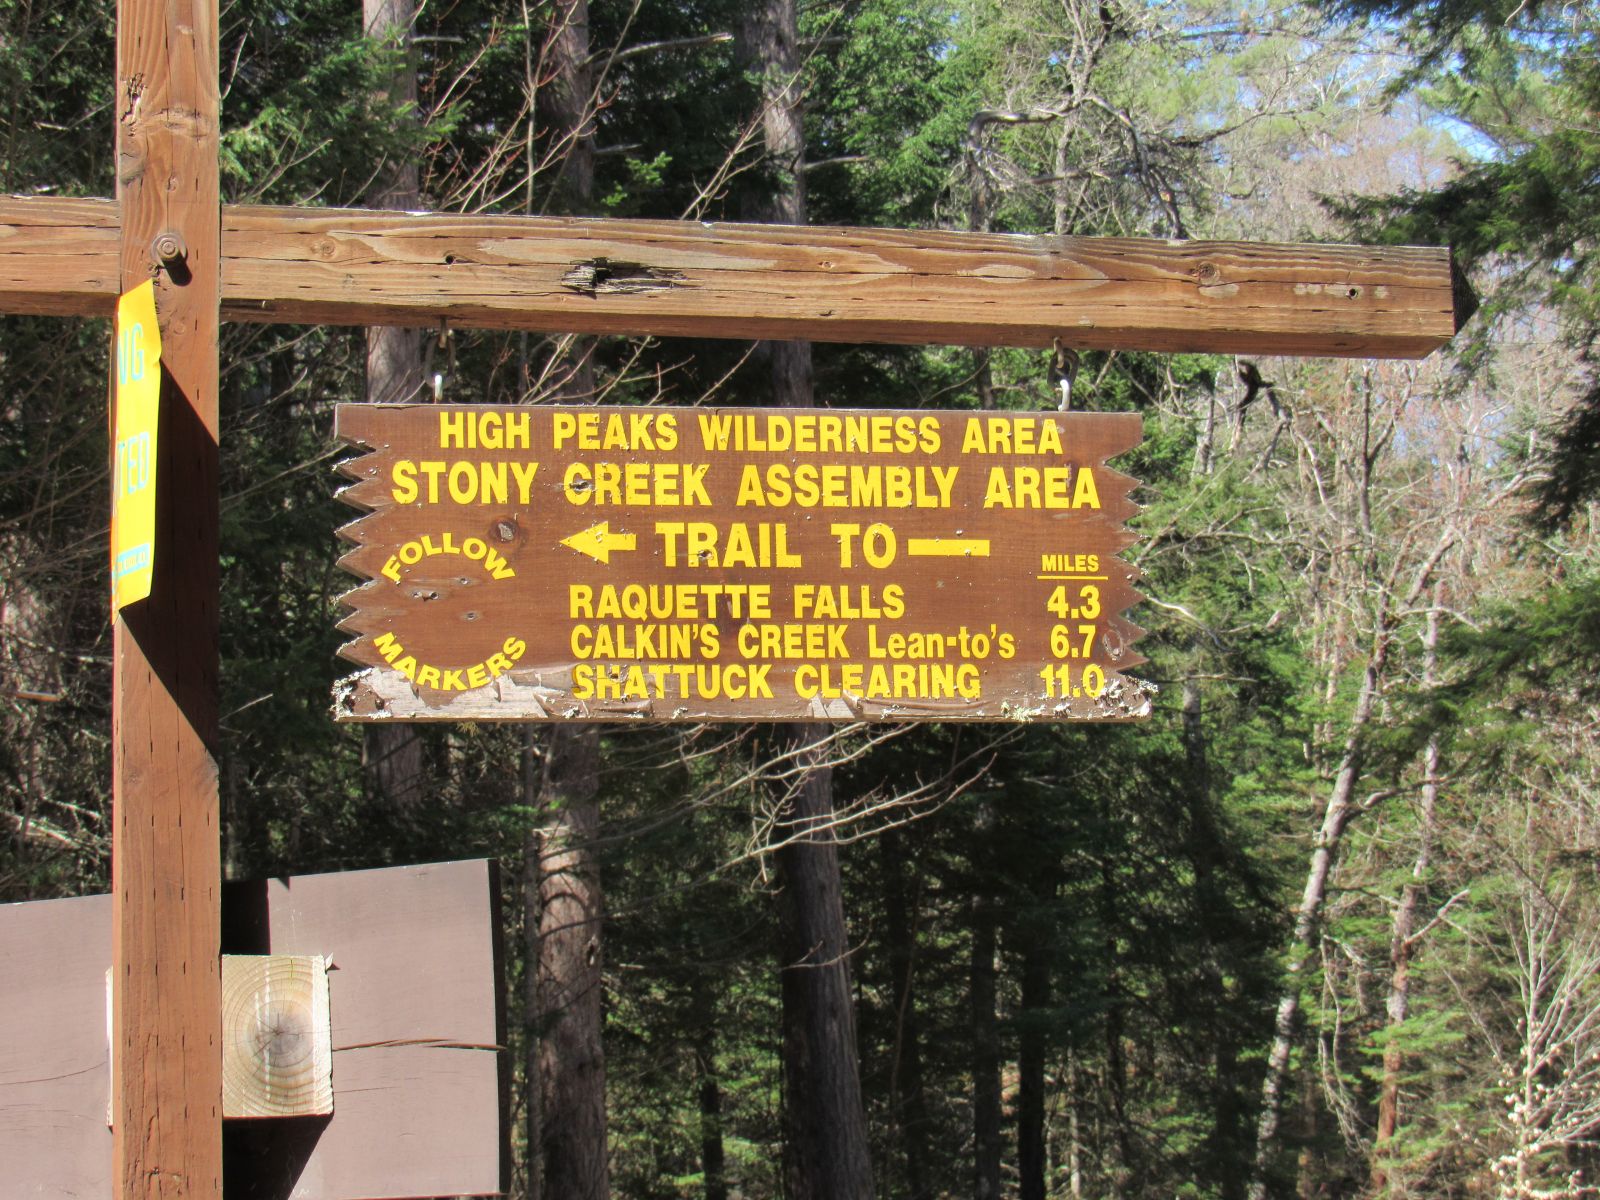 HIGH PEAKS WILDERNESS AREA
STONY CREEK ASSEMBLY AREA
TRAIL TO
FOLLOW
MARKERS
MILES
RAQUETTE FALLS 4.3
CALKIN'S CREEK Lean-to's 6.7
SHATTUCK CLEARING 11.0